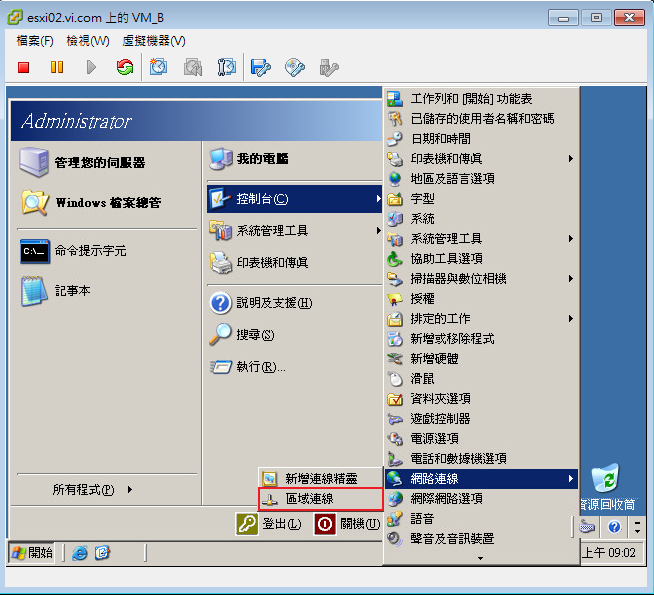 esxi02.vi.com 上的 VM_B
檔案(F) 檢視(W) 虛擬機器(V)
Administrator
管理您的伺服器
Windows 檔案總管
C:\_
命令提示字元
記事本
所有程式(P)
我的電腦
控制台(C)
系統管理工具
印表機和傳真
說明及支援(H)
搜尋(S)
執行(R)...
工作列和 [開始] 功能表
已儲存的使用者名稱和密碼
日期和時間
印表機和傳真
地區及語言選項
字型
系統
系統管理工具
協助工具選項
掃描器與數位相機
授權
排定的工作
新增或移除程式
新增硬體
滑鼠
資料夾選項
遊戲控制器
電源選項
電話和數據機選項
網路連線
網際網路選項
語音
聲音及音訊裝置
新增連線精靈
區域連線
登出(L) 關機(U)
資源回收筒
開始
上午 09:02